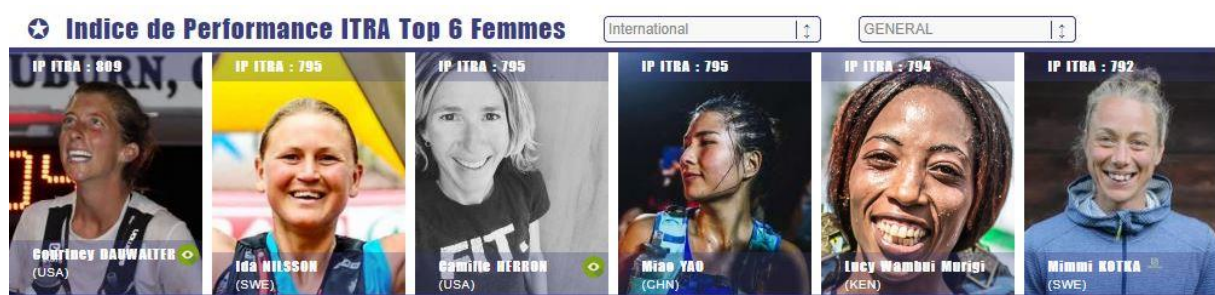 Indice de Performance ITRA Top 6 Femmes
International
GENERAL
IP ITRA : 809
IP ITRA : 795
IP ITRA : 795
IP ITRA : 795
IP ITRA : 794
IP ITRA : 792
Courtney DAUWALTER
(USA)
Ida NILSSON
(SWE)
FIT.
Camille HERRON
(USA)
Miao YAO
(CHN)
Lucy Wambui Murigi
(KEN)
Mimmi KOTKA
(SWE)